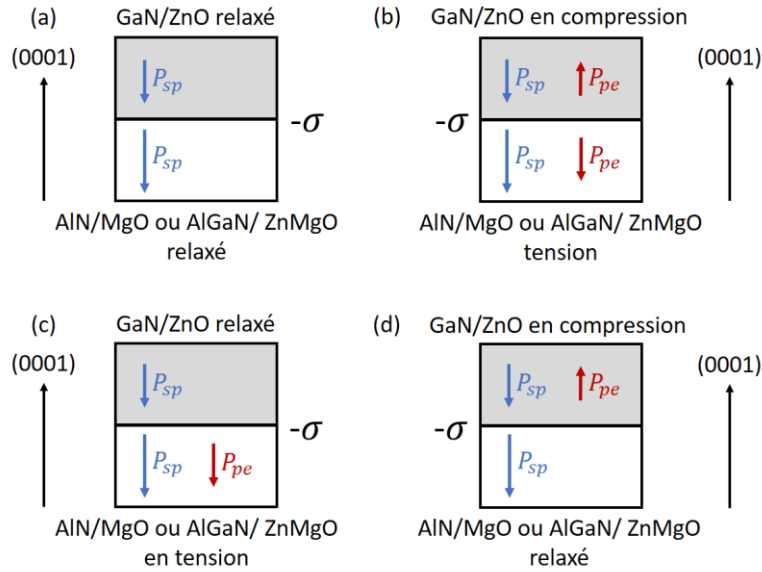 (a)
GaN/ZnO relaxé
(0001)
P_sp
P_sp
-σ
AlN/MgO ou AlGaN/ ZnMgO
relaxé
(b)
GaN/ZnO en compression
(0001)
P_sp
P_pe
-σ
P_sp
P_pe
AlN/MgO ou AlGaN/ ZnMgO
tension
(c)
GaN/ZnO relaxé
(0001)
P_sp
P_sp
P_pe
-σ
AlN/MgO ou AlGaN/ ZnMgO
en tension
(d)
GaN/ZnO en compression
(0001)
P_sp
P_pe
P_sp
-σ
AlN/MgO ou AlGaN/ ZnMgO
relaxé